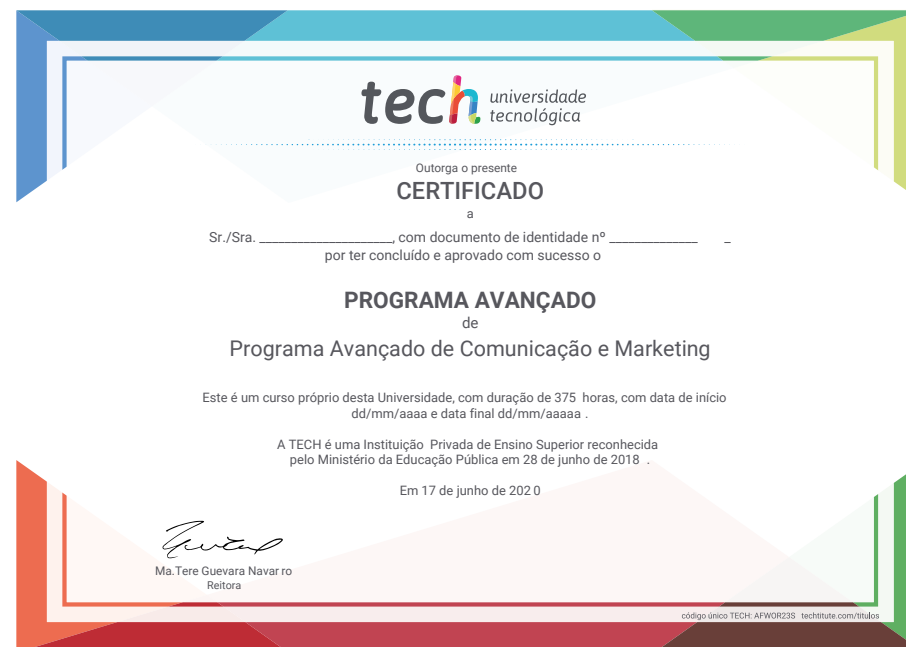 tech universidade
tecnológica
Outorga o presente
CERTIFICADO
a
Sr./Sra. ______________________, com documento de identidade nº ______________ _
por ter concluído e aprovado com sucesso o
PROGRAMA AVANÇADO
de
Programa Avançado de Comunicação e Marketing
Este é um curso próprio desta Universidade, com duração de 375 horas, com data de início
dd/mm/aaaa e data final dd/mm/aaaaa .
A TECH é uma Instituição Privada de Ensino Superior reconhecida
pelo Ministério da Educação Pública em 28 de junho de 2018 .
Em 17 de junho de 202 0
Ma.Tere Guevara Navar ro
Reitora
código único TECH: AFWOR23S techtitute.com/titulos